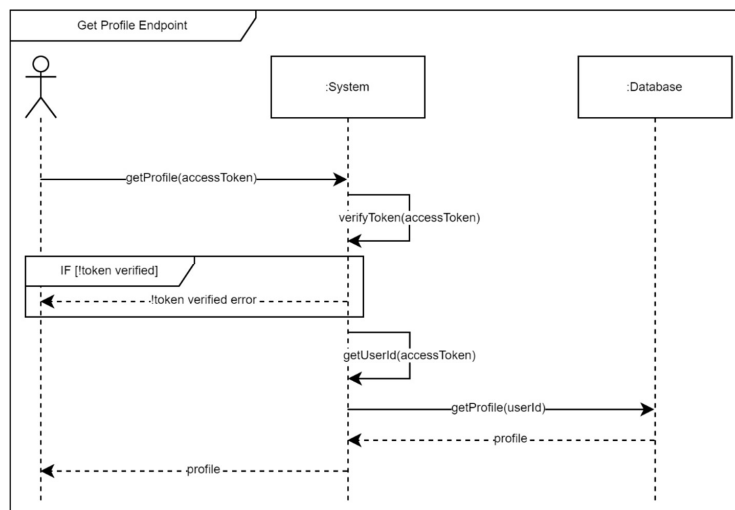 Get Profile Endpoint
:System
:Database
getProfile(accessToken)
verifyToken(accessToken)
IF [!token verified]
!token verified error
getUserId(accessToken)
getProfile(userId)
profile
profile